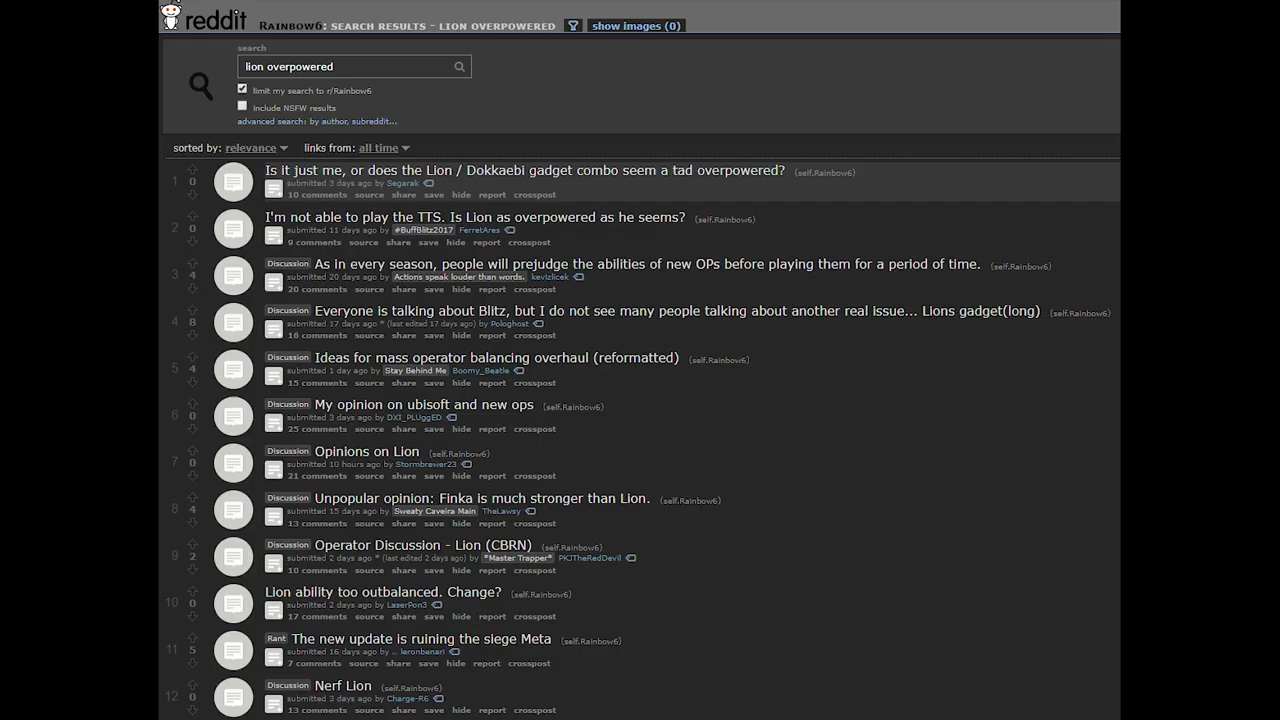 reddit RAINBOW6: SEARCH RESULTS - LION OVERPOWERED show images (0)
search
lion overpowered
limit my search to r/Rainbow6
include NSFW results
advanced search: by author, subreddit...
sorted by: relevance links from: all time
Is it just me, or does the Lion / Dokkaebi gadget combo seem a tad overpowered? (self.Rainbow6)
1 0 submitted 3 days ago by
10 comments share save hide report crosspost
I'm not able to play the TTS. Is Lion as overpowered as he seems? (self.Rainbow6)
2 0 submitted 11 days ago by #BuffBlitz2017 FerretAres
9 comments source share save hide report crosspost
Discussion As in every season, people will prejudge the abilities of new OPs before playing them for a period of time. (self.Rainbow6)
3 4 submitted 20 days ago by Actions speak louder than words. kevizlicek
20 comments source share save hide report crosspost
Discussion Everyone is talking about Blitz, but I do not see many people talking about another real issue... Lions gadget(long) (self.Rainbow6)
4 8 submitted 17 days ago * (last edited 17 days ago) by Pologhost
16 comments source share save hide report crosspost
Discussion Ideas for mass operator balancing overhaul (reformatted) (self.Rainbow6)
5 4 submitted 1 day ago by Stay Behind Me Boomy_Beatle
15 comments source share save hide report crosspost
Discussion My opinion on ubisoft and new ops (self.Rainbow6)
6 0 submitted 3 days ago by
25 comments source share save hide report crosspost
Discussion Opinions on Lion (self.Rainbow6)
7 0 submitted 10 hours ago by Stormbrewer23
21 comments source share save hide report crosspost
Discussion Unpopular opinion: Finka is much stronger than Lion. (self.Rainbow6)
8 4 submitted 15 days ago by Sweaty Caveira Main TheLawsy
13 comments source share save hide report crosspost
Discussion Operator Discussion - Lion (CBRN) (self.Rainbow6)
9 2 submitted 2 days ago * (last edited 2 days ago) by *Master Trapper* PKJTheRedDevil
10 comments source share save hide report crosspost
Lion ability too outbalanced. Change? (self.Rainbow6)
10 0 submitted 2 days ago by LaserPon3
17 comments source share save hide report crosspost
Rant The new update is ruining the siege Meta (self.Rainbow6)
11 5 submitted 16 days ago by leronbenari
7 comments source share save hide report crosspost
Discussion Nerf Lion (self.Rainbow6)
12 0 submitted 3 days ago by Charge-R6
13 comments source share save hide report crosspost